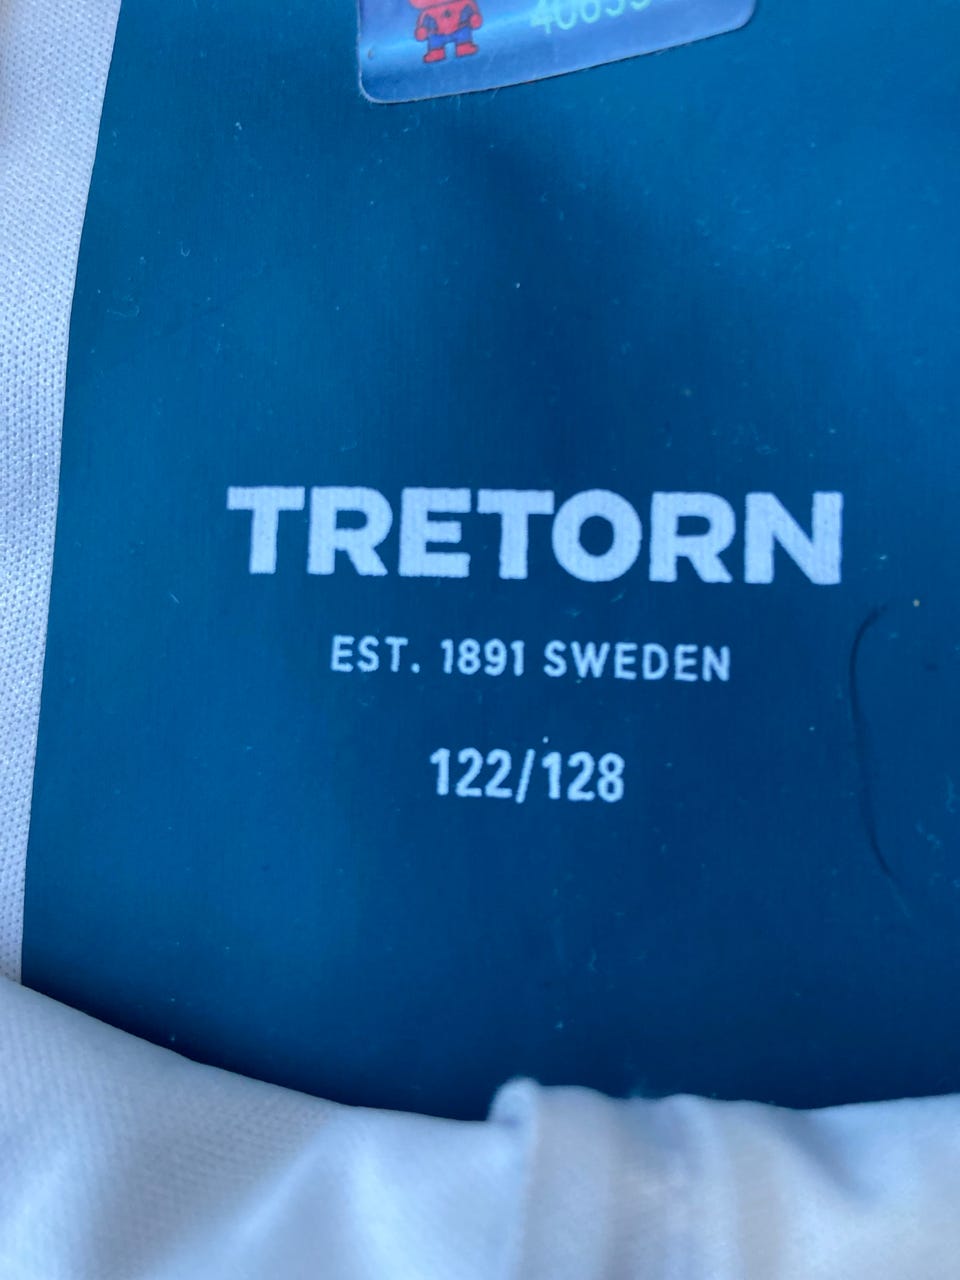 TRETORN
EST. 1891 SWEDEN
122/128